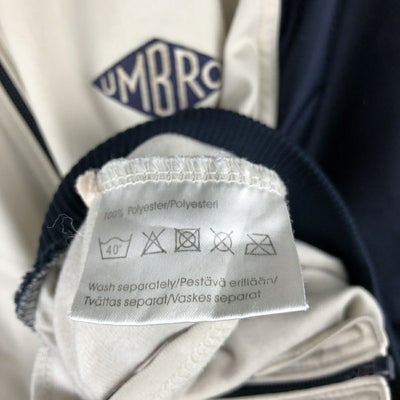 UMBRO
100% Polyester/Polyesteri
40°
Wash separately/Pestävä erillään/
Tvättas separat/Vaskes separat